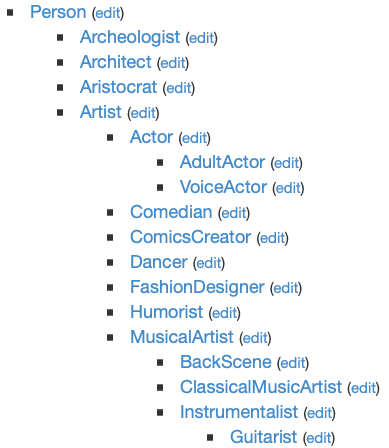 Person (edit)
Archeologist (edit)
Architect (edit)
Aristocrat (edit)
Artist (edit)
Actor (edit)
AdultActor (edit)
VoiceActor (edit)
Comedian (edit)
ComicsCreator (edit)
Dancer (edit)
FashionDesigner (edit)
Humorist (edit)
MusicalArtist (edit)
BackScene (edit)
ClassicalMusicArtist (edit)
Instrumentalist (edit)
Guitarist (edit)